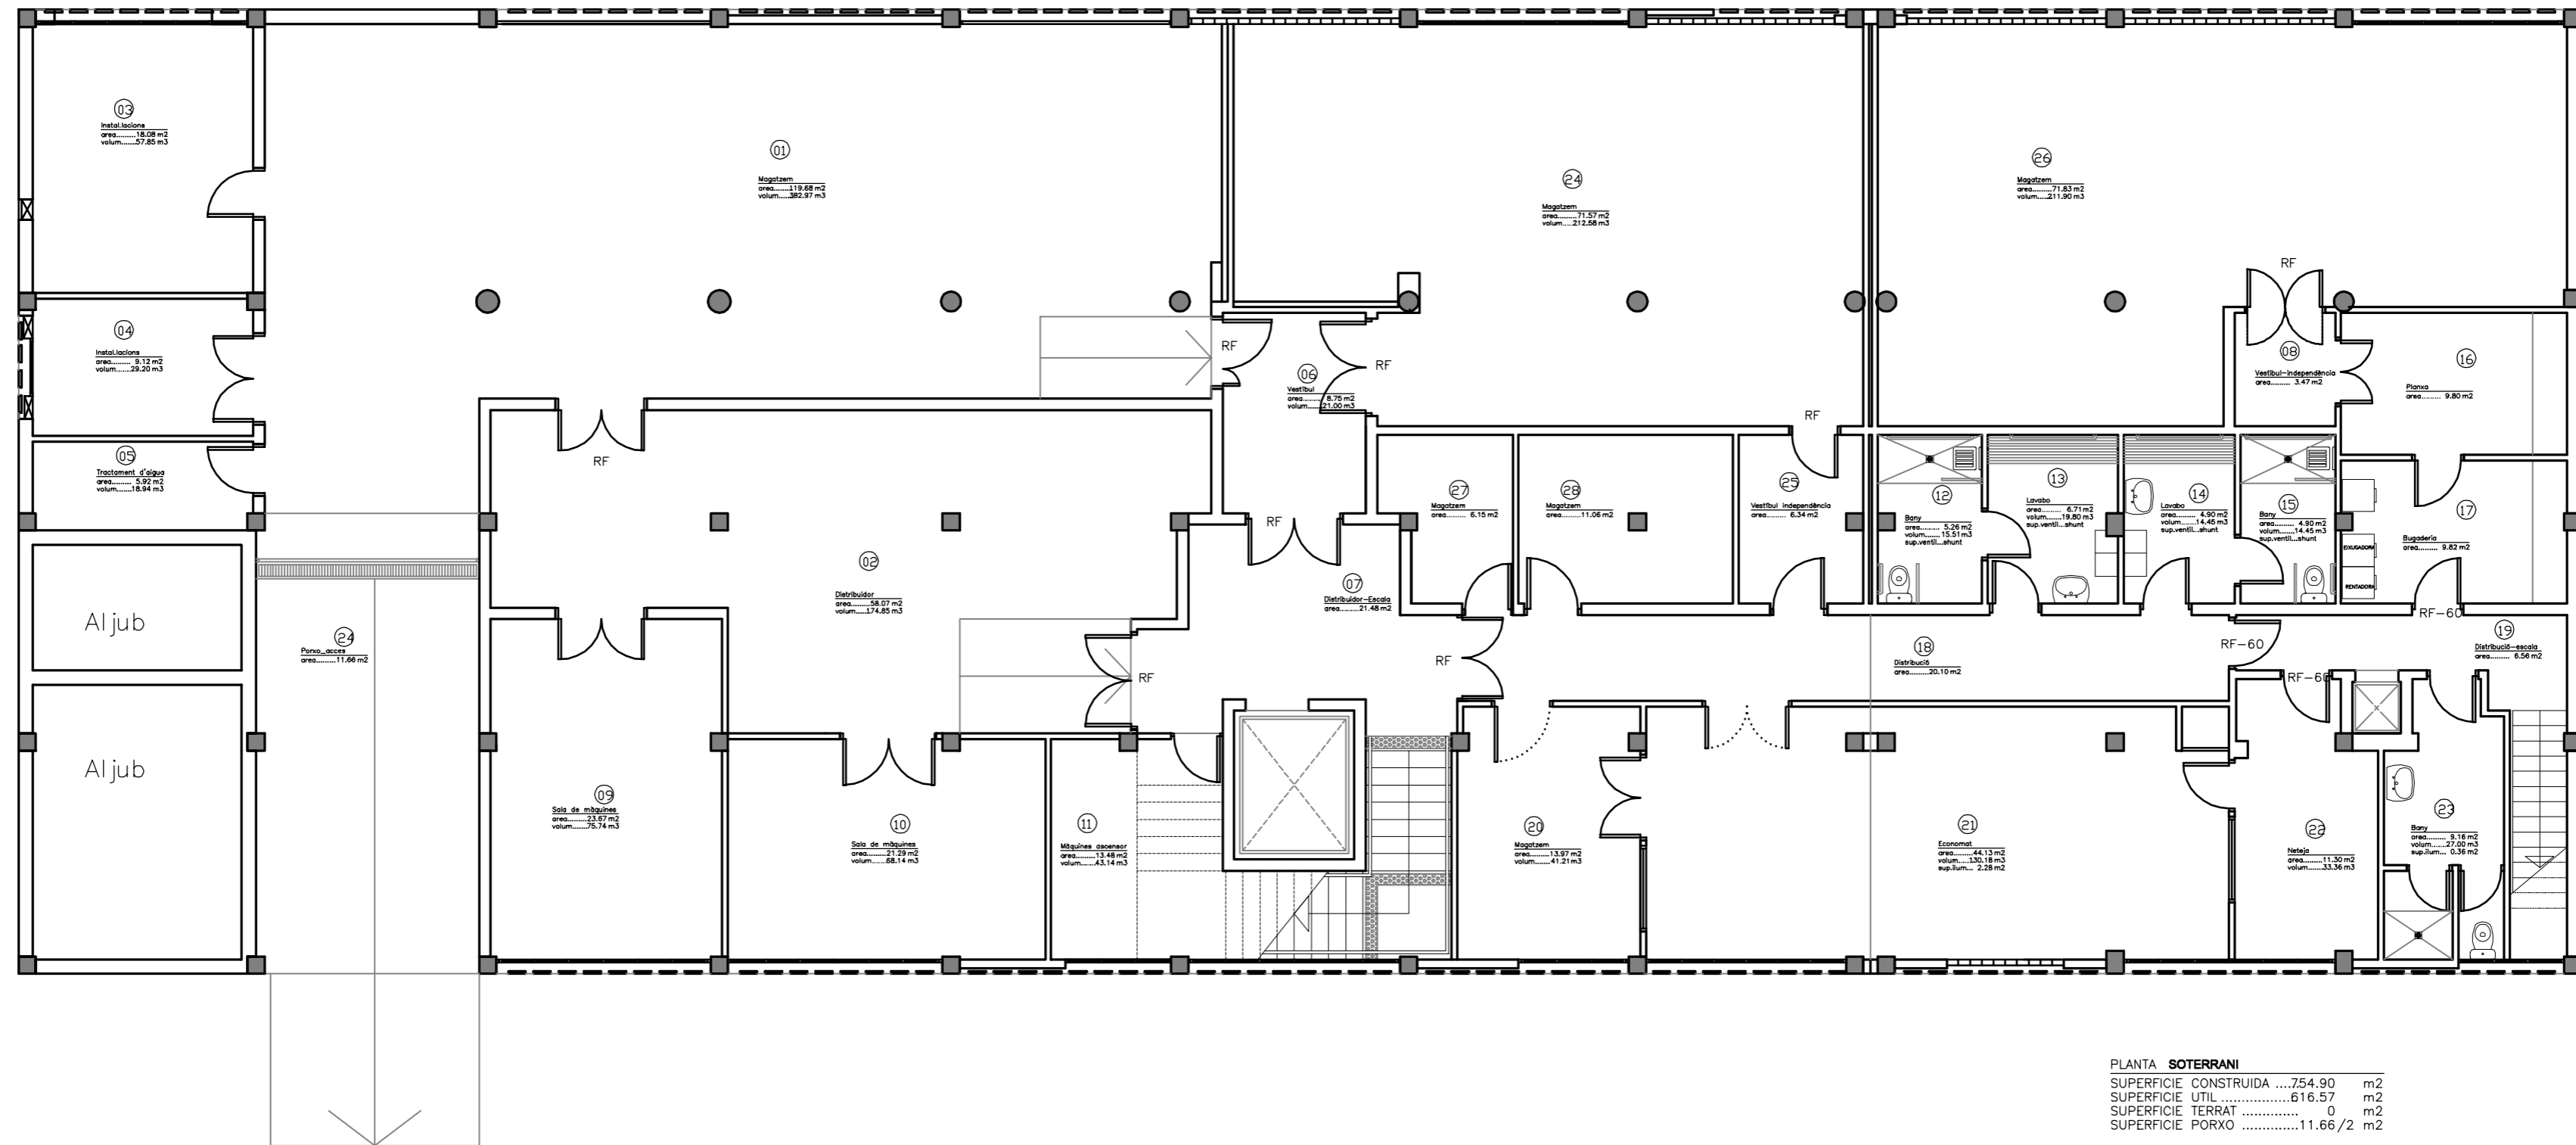 03
Instal.lacions
area.........18.08 m2
volum.......57.85 m3
01
Magatzem
area.......119.68 m2
volum.....382.97 m3
24
Magatzem
area.........71.57 m2
volum.....212.58 m3
26
Magatzem
area.........71.83 m2
volum.....211.90 m3
04
Instal.lacions
area......... 9.12 m2
volum.......29.20 m3
05
Tractament d'aigua
area......... 5.92 m2
volum.......18.94 m3
RF
RF
06
Vestíbul
area......... 8.75 m2
volum.......21.00 m3
RF
RF
RF
08
Vestíbul-independència
area......... 3.47 m2
16
Planxa
area......... 9.80 m2
RF
27
Magatzem
area......... 6.15 m2
28
Magatzem
area.........11.06 m2
25
Vestíbul independència
area......... 6.34 m2
12
Bany
area......... 5.26 m2
volum....... 15.51 m3
sup.ventil...shunt
13
Lavabo
area......... 6.71 m2
volum.......19.80 m3
sup.ventil...shunt
14
Lavabo
area......... 4.90 m2
volum.......14.45 m3
sup.ventil...shunt
15
Bany
area......... 4.90 m2
volum.......14.45 m3
sup.ventil...shunt
17
Bugaderia
area......... 9.82 m2
EIXUGADORA
RENTADORA
02
Distribuidor
area.........58.07 m2
volum.....174.85 m3
07
Distribuidor-Escala
area.........21.48 m2
Aljub
24
Porxo_acces
area.........11.66 m2
RF
RF
18
Distribució
area.........20.10 m2
RF-60
RF-60
RF-60
19
Distribució-escala
area......... 6.56 m2
Aljub
09
Sala de màquines
area.........23.67 m2
volum.......75.74 m3
10
Sala de màquines
area.........21.29 m2
volum.......68.14 m3
11
Màquines ascensor
area.........13.48 m2
volum.......43.14 m3
20
Magatzem
area.........13.97 m2
volum.......41.21 m3
21
Economat
area.........44.13 m2
volum.....130.18 m3
sup.ilum... 2.28 m2
22
Neteja
area.........11.30 m2
volum.......33.36 m3
23
Bany
area......... 9.16 m2
volum.......27.00 m3
sup.ilum... 0.36 m2
PLANTA SOTERRANI
SUPERFICIE CONSTRUIDA ....754.90 m2
SUPERFICIE UTIL .................616.57 m2
SUPERFICIE TERRAT .............. 0 m2
SUPERFICIE PORXO ..............11.66/2 m2